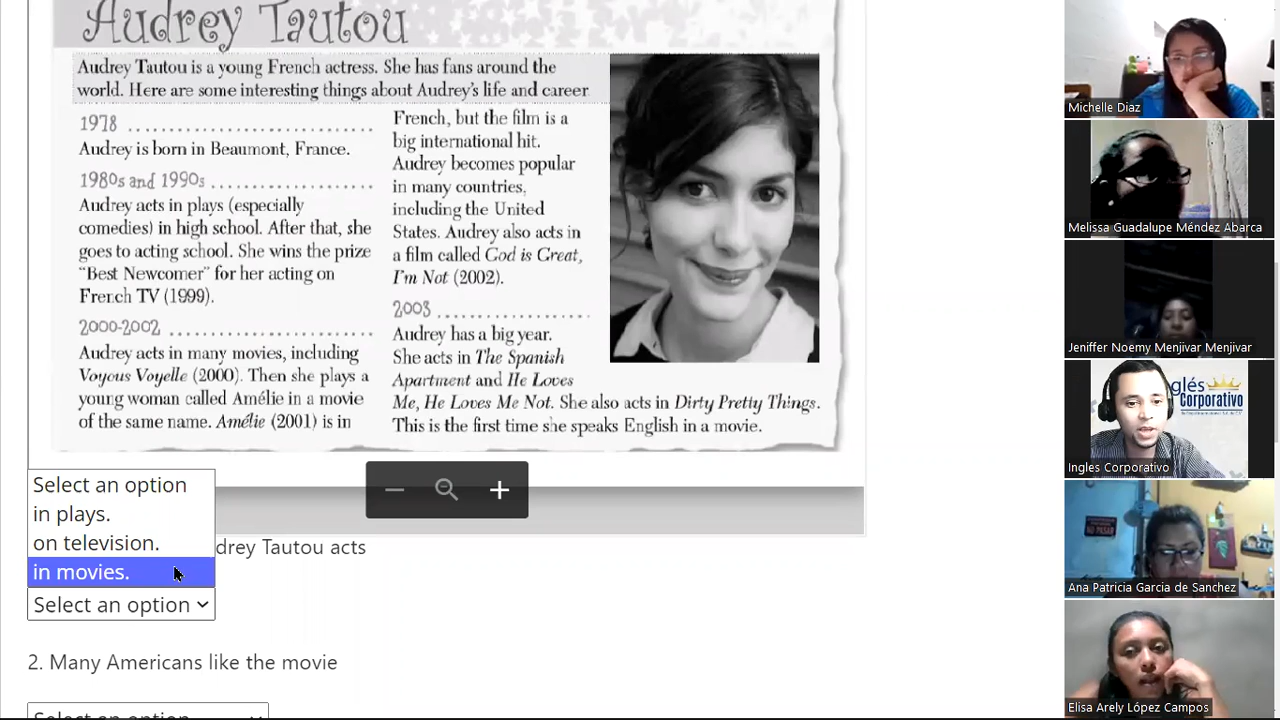 Audrey Tautou
Audrey Tautou is a young French actress. She has fans around the
world. Here are some interesting things about Audrey's life and career
1978
Audrey is born in Beaumont, France.
1980s and 1990s
Audrey acts in plays (especially
comedies) in high school. After that, she
goes to acting school. She wins the prize
"Best Newcomer" for her acting on
French TV (1999).
2000-2002
Audrey acts in many movies, including
Voyous Voyelle (2000). Then she plays a
young woman called Amélie in a movie
of the same name. Amélie (2001) is in
French, but the film is a
big international hit.
Audrey becomes popular
in many countries,
including the United
States. Audrey also acts in
a film called God is Great,
I'm Not (2002).
2003
Audrey has a big year.
She acts in The Spanish
Apartment and He Loves
Me, He Loves Me Not. She also acts in Dirty Pretty Things.
This is the first time she speaks English in a movie.
Select an option
in plays.
on television.
in movies.
drey Tautou acts
Select an option
2. Many Americans like the movie
Select an option
Michelle Diaz
Melissa Guadalupe Méndez Abarca
Jeniffer Noemy Menjivar Menjivar
glés
Corporativo
Ingles Corporativo
NO PASAR
Ana Patricia Garcia de Sanchez
Elisa Arely López Campos